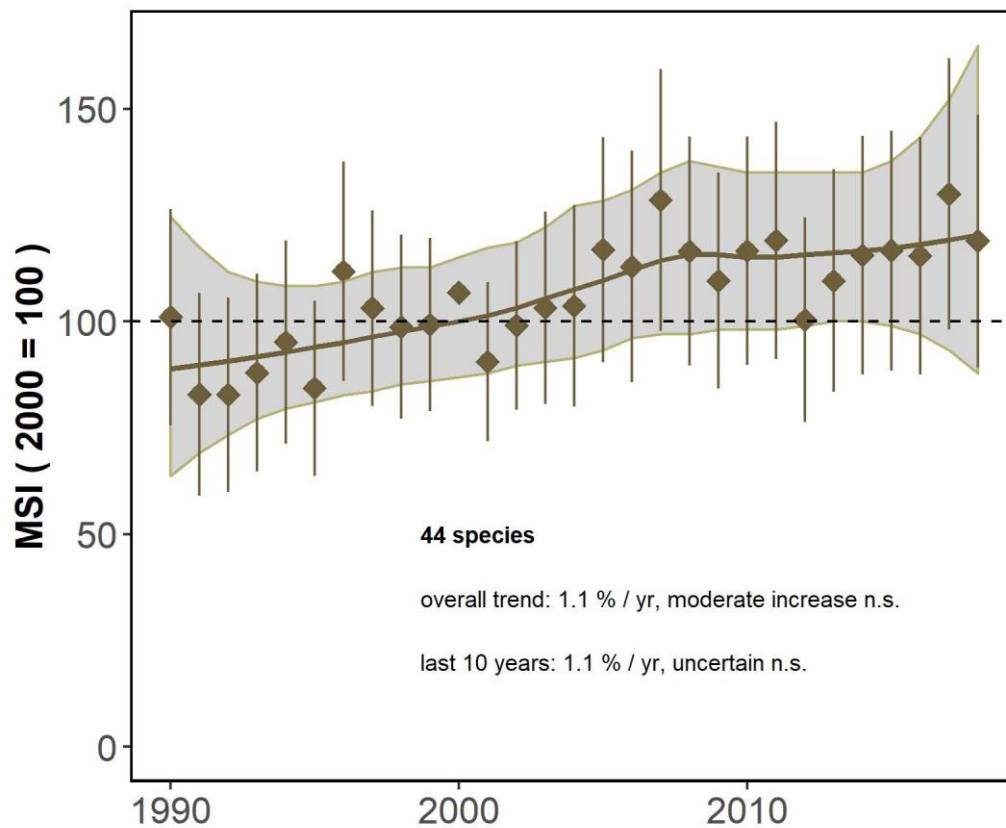 MSI ( 2000 = 100 )
150
100
50
0
44 species
overall trend: 1.1 % / yr, moderate increase n.s.
last 10 years: 1.1 % / yr, uncertain n.s.
1990
2000
2010